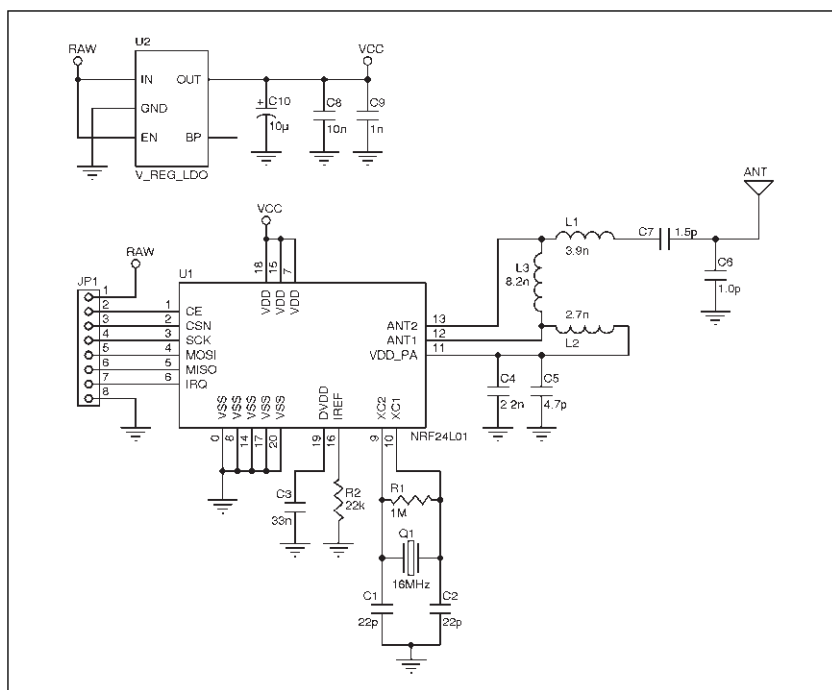 U2
RAW
VCC
IN
OUT
GND
EN
BP
V_REG_LDO
+
C10
10µ
C8
10n
C9
1n
ANT
VCC
RAW
L1
3.9n
C7
1.5p
C6
1.0p
L3
8.2n
2.7n
L2
JP1
1
2
3
4
5
6
7
8
U1
18
15
7
VDD
VDD
VDD
1
CE
2
CSN
3
SCK
4
MOSI
5
MISO
6
IRQ
ANT2
13
ANT1
12
VDD_PA
11
C4
2.2n
C5
4.7p
VSS
VSS
VSS
VSS
VSS
DVDD
IREF
XC2
XC1
0
8
14
17
20
19
16
9
10
NRF24L01
C3
33n
R2
22k
R1
1M
Q1
16MHz
C1
22p
C2
22p